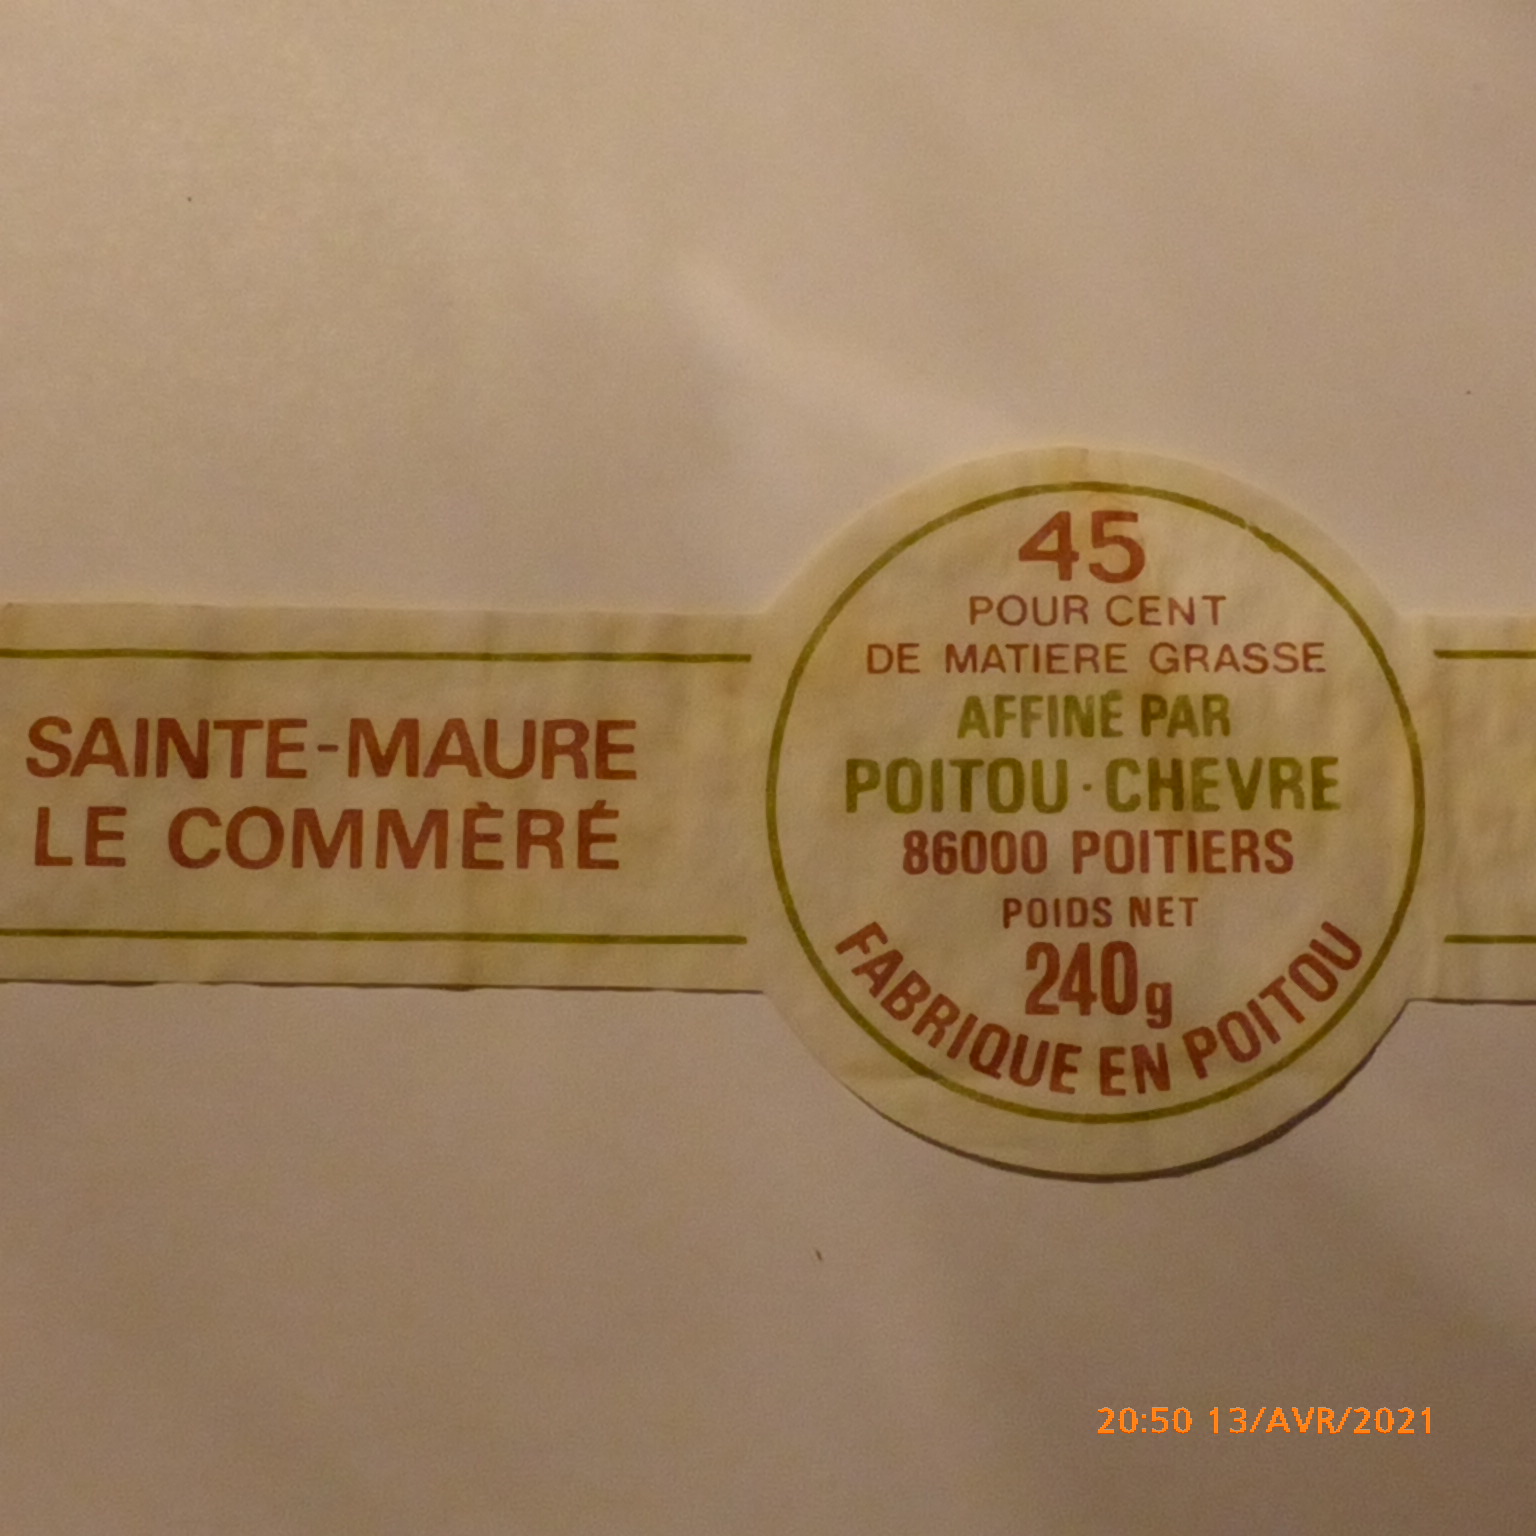 SAINTE-MAURE
LE COMMÈRÉ
45
POUR CENT
DE MATIERE GRASSE
AFFINÉ PAR
POITOU · CHEVRE
86000 POITIERS
POIDS NET
240g
FABRIQUE EN POITOU
20:50 13/AVR/2021